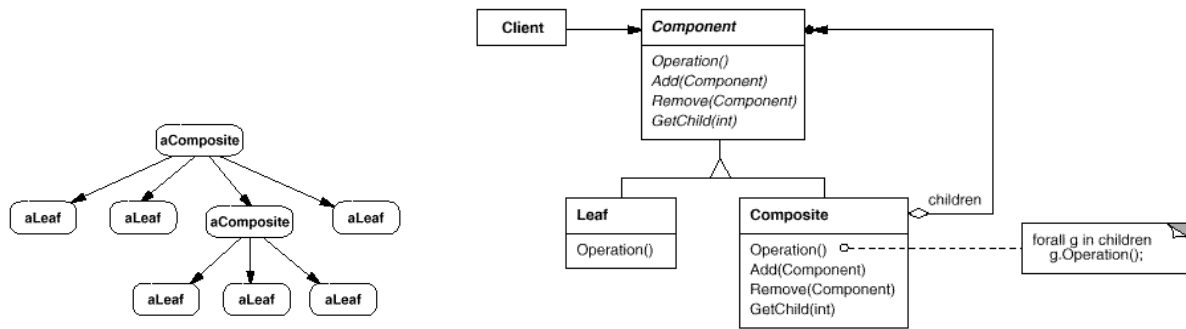 aComposite
aLeaf
aLeaf
aComposite
aLeaf
aLeaf
aLeaf
aLeaf
Client
Component
Operation()
Add(Component)
Remove(Component)
GetChild(int)
Leaf
Operation()
Composite
Operation()
Add(Component)
Remove(Component)
GetChild(int)
children
forall g in children
g.Operation();